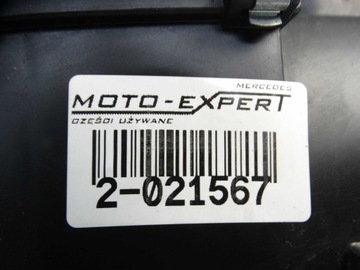 MERCEDES
MOTO-EXPERT
CZĘŚCI UŻYWANE
2-021567